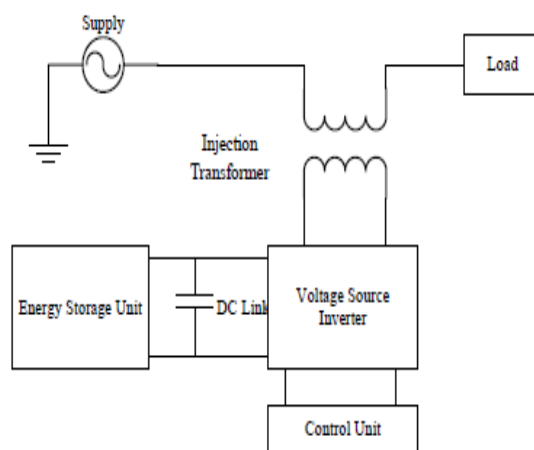 Supply
Load
Injection
Transformer
Energy Storage Unit
DC Link
Voltage Source
Inverter
Control Unit